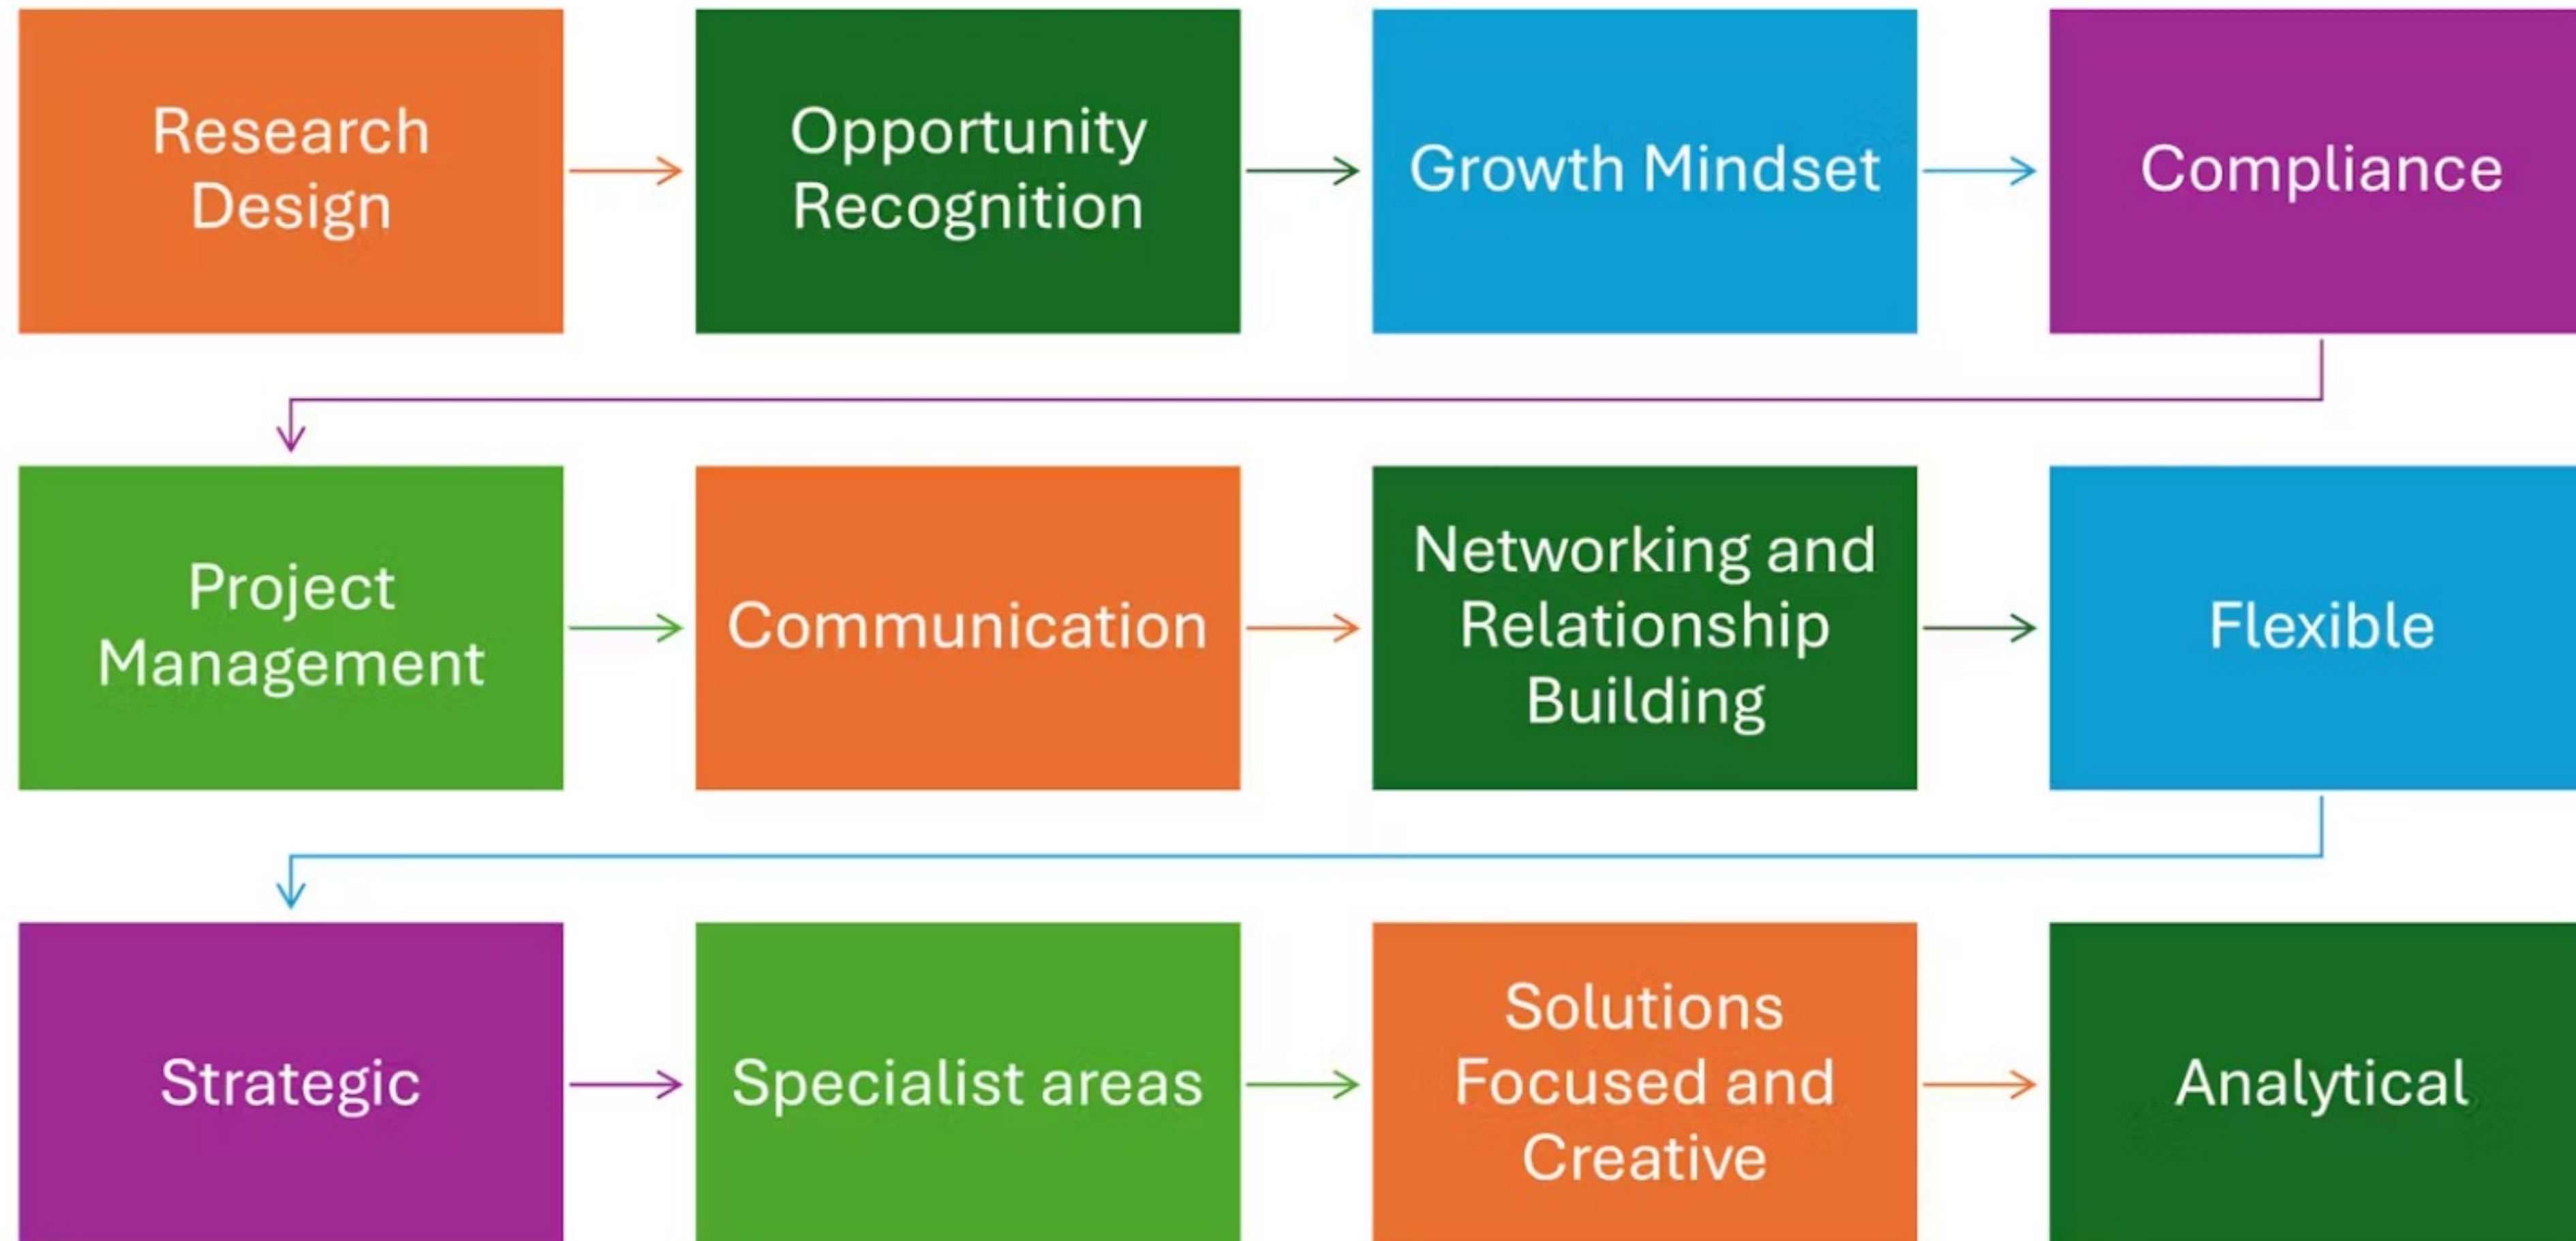 Research
Design
Opportunity
Recognition
Growth Mindset
Compliance
Project
Management
Communication
Networking and
Relationship
Building
Flexible
Strategic
Specialist areas
Solutions
Focused and
Creative
Analytical